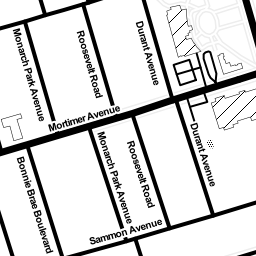 Monarch Park Avenue
Roosevelt Road
Durant Avenue
Mortimer Avenue
Bonnie Brae Boulevard
Monarch Park Avenue
Roosevelt Road
Durant Avenue
Sammon Avenue